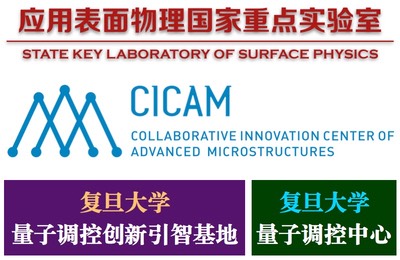 应用表面物理国家重点实验室
STATE KEY LABORATORY OF SURFACE PHYSICS
CICAM
COLLABORATIVE INNOVATION CENTER OF
ADVANCED MICROSTRUCTURES
复旦大学
量子调控创新引智基地
复旦大学
量子调控中心